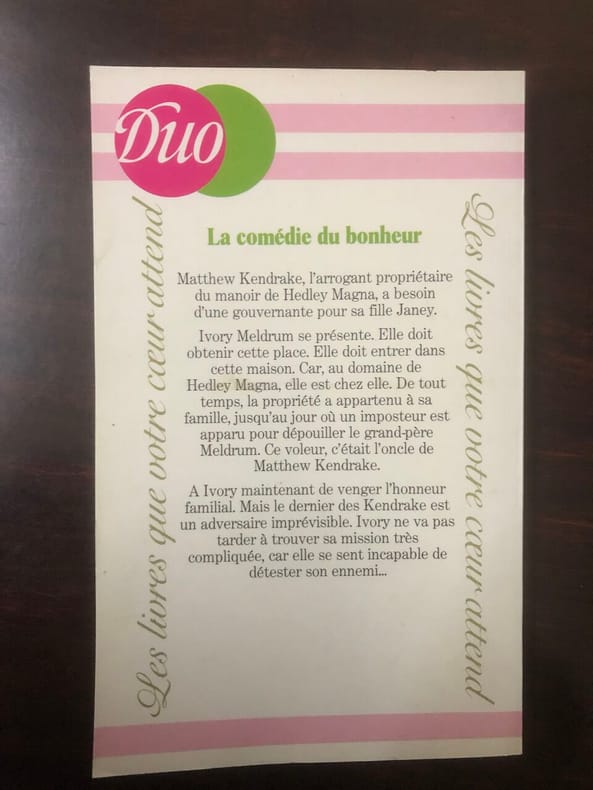 Duo
Les livres que votre cœur attend
La comédie du bonheur
Matthew Kendrake, l'arrogant propriétaire
du manoir de Hedley Magna, a besoin
d'une gouvernante pour sa fille Janey.
Ivory Meldrum se présente. Elle doit
obtenir cette place. Elle doit entrer dans
cette maison. Car, au domaine de
Hedley Magna, elle est chez elle. De tout
temps, la propriété a appartenu à sa
famille, jusqu'au jour où un imposteur est
apparu pour dépouiller le grand-père
Meldrum. Ce voleur, c'était l'oncle de
Matthew Kendrake.
A Ivory maintenant de venger l'honneur
familial. Mais le dernier des Kendrake est
un adversaire imprévisible. Ivory ne va pas
tarder à trouver sa mission très
compliquée, car elle se sent incapable de
détester son ennemi...
Les livres que votre cœur attend